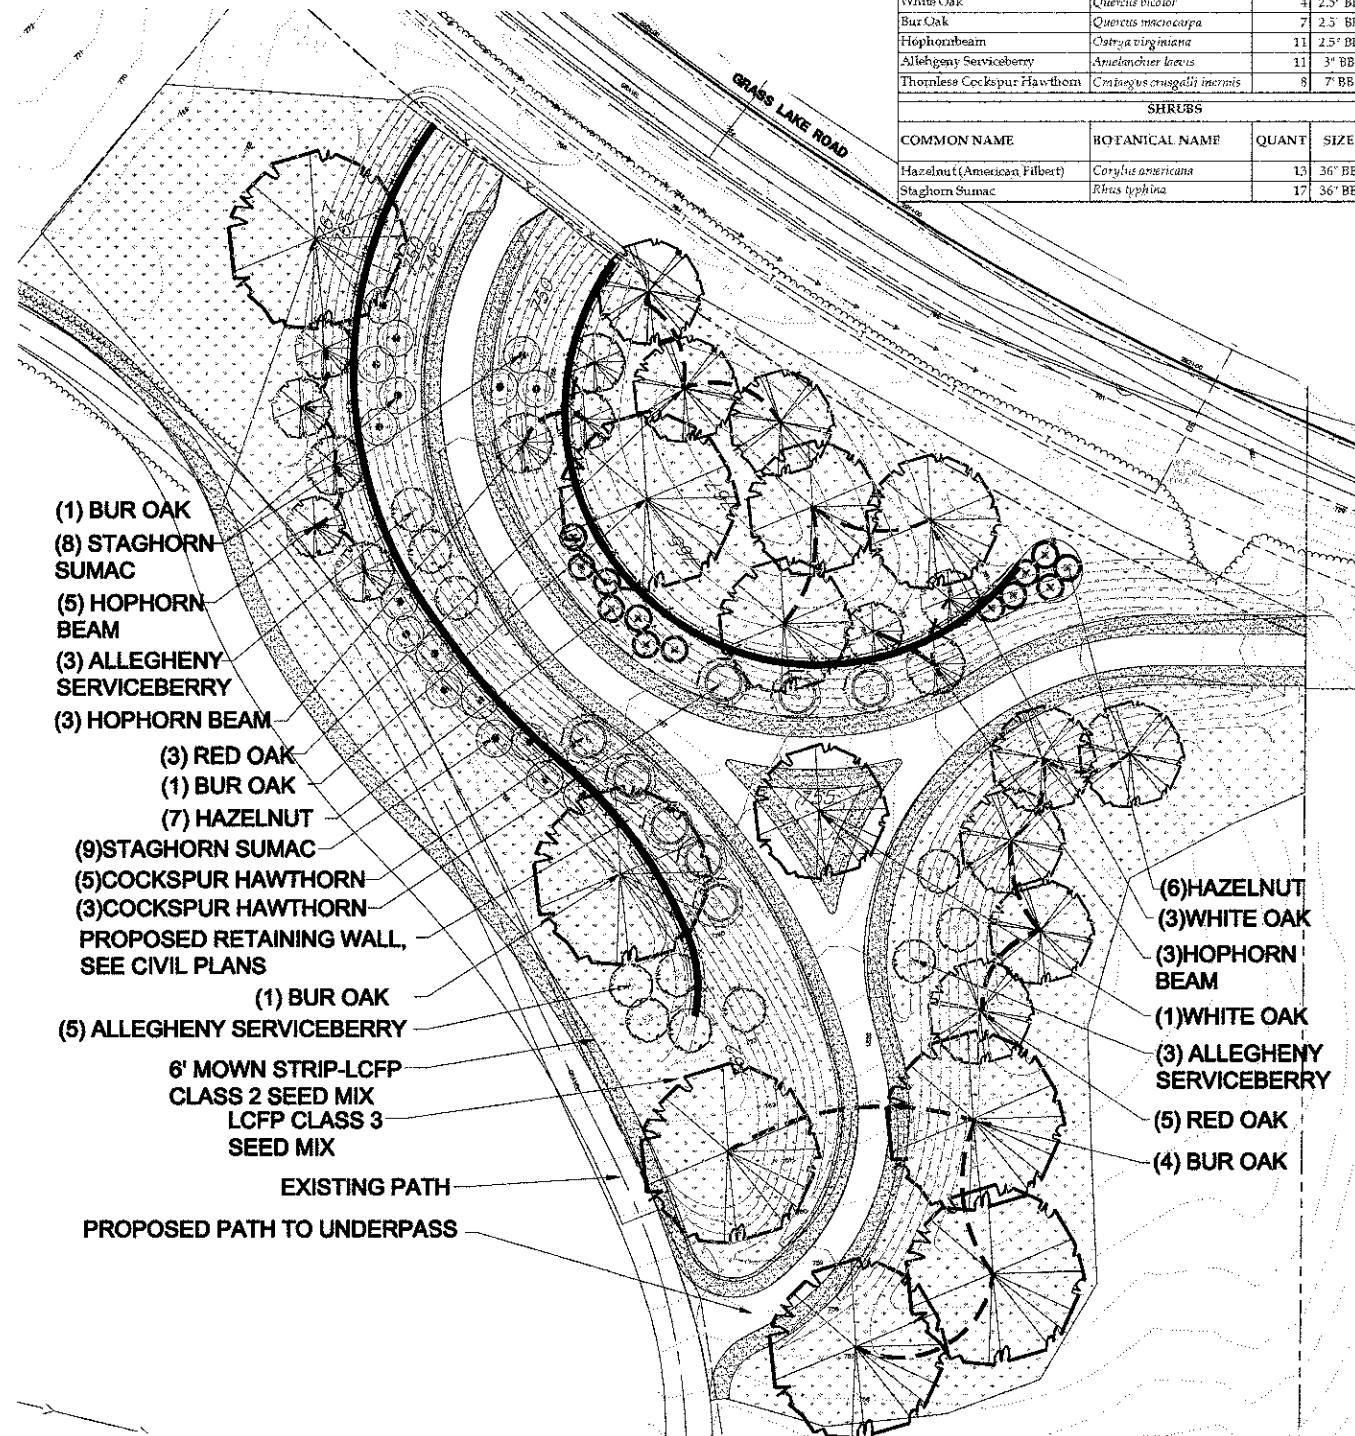 White Oak Quercus bicolor 4 2.5" BB
Bur Oak Quercus macrocarpa 7 2.5" BB
Hophornbeam Ostrya virginiana 11 2.5" BB
Allehgeny Serviceberry Amelanchier laevis 11 3" BB
Thornless Cockspur Hawthorn Crataegus crusgalli inermis 8 7' BB
SHRUBS
COMMON NAME BOTANICAL NAME QUANT SIZE
Hazelnut (American Filbert) Corylus americana 13 36" BB
Staghorn Sumac Rhus typhina 17 36" BB
GRASS LAKE ROAD
750
755
(1) BUR OAK
(8) STAGHORN
SUMAC
(5) HOPHORN
BEAM
(3) ALLEGHENY
SERVICEBERRY
(3) HOPHORN BEAM
(3) RED OAK
(1) BUR OAK
(7) HAZELNUT
(9)STAGHORN SUMAC
(5)COCKSPUR HAWTHORN
(3)COCKSPUR HAWTHORN
PROPOSED RETAINING WALL,
SEE CIVIL PLANS
(1) BUR OAK
(5) ALLEGHENY SERVICEBERRY
6' MOWN STRIP-LCFP
CLASS 2 SEED MIX
LCFP CLASS 3
SEED MIX
EXISTING PATH
PROPOSED PATH TO UNDERPASS
(6)HAZELNUT
(3)WHITE OAK
(3)HOPHORN
BEAM
(1)WHITE OAK
(3) ALLEGHENY
SERVICEBERRY
(5) RED OAK
(4) BUR OAK